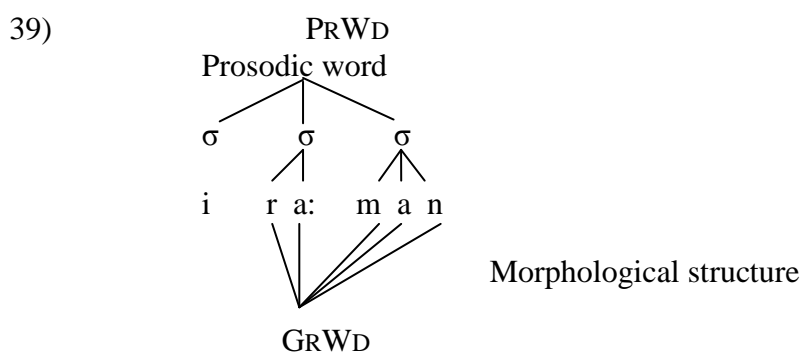 39) PRWD
Prosodic word
σ σ σ
i r a: m a n
Morphological structure
GRWD